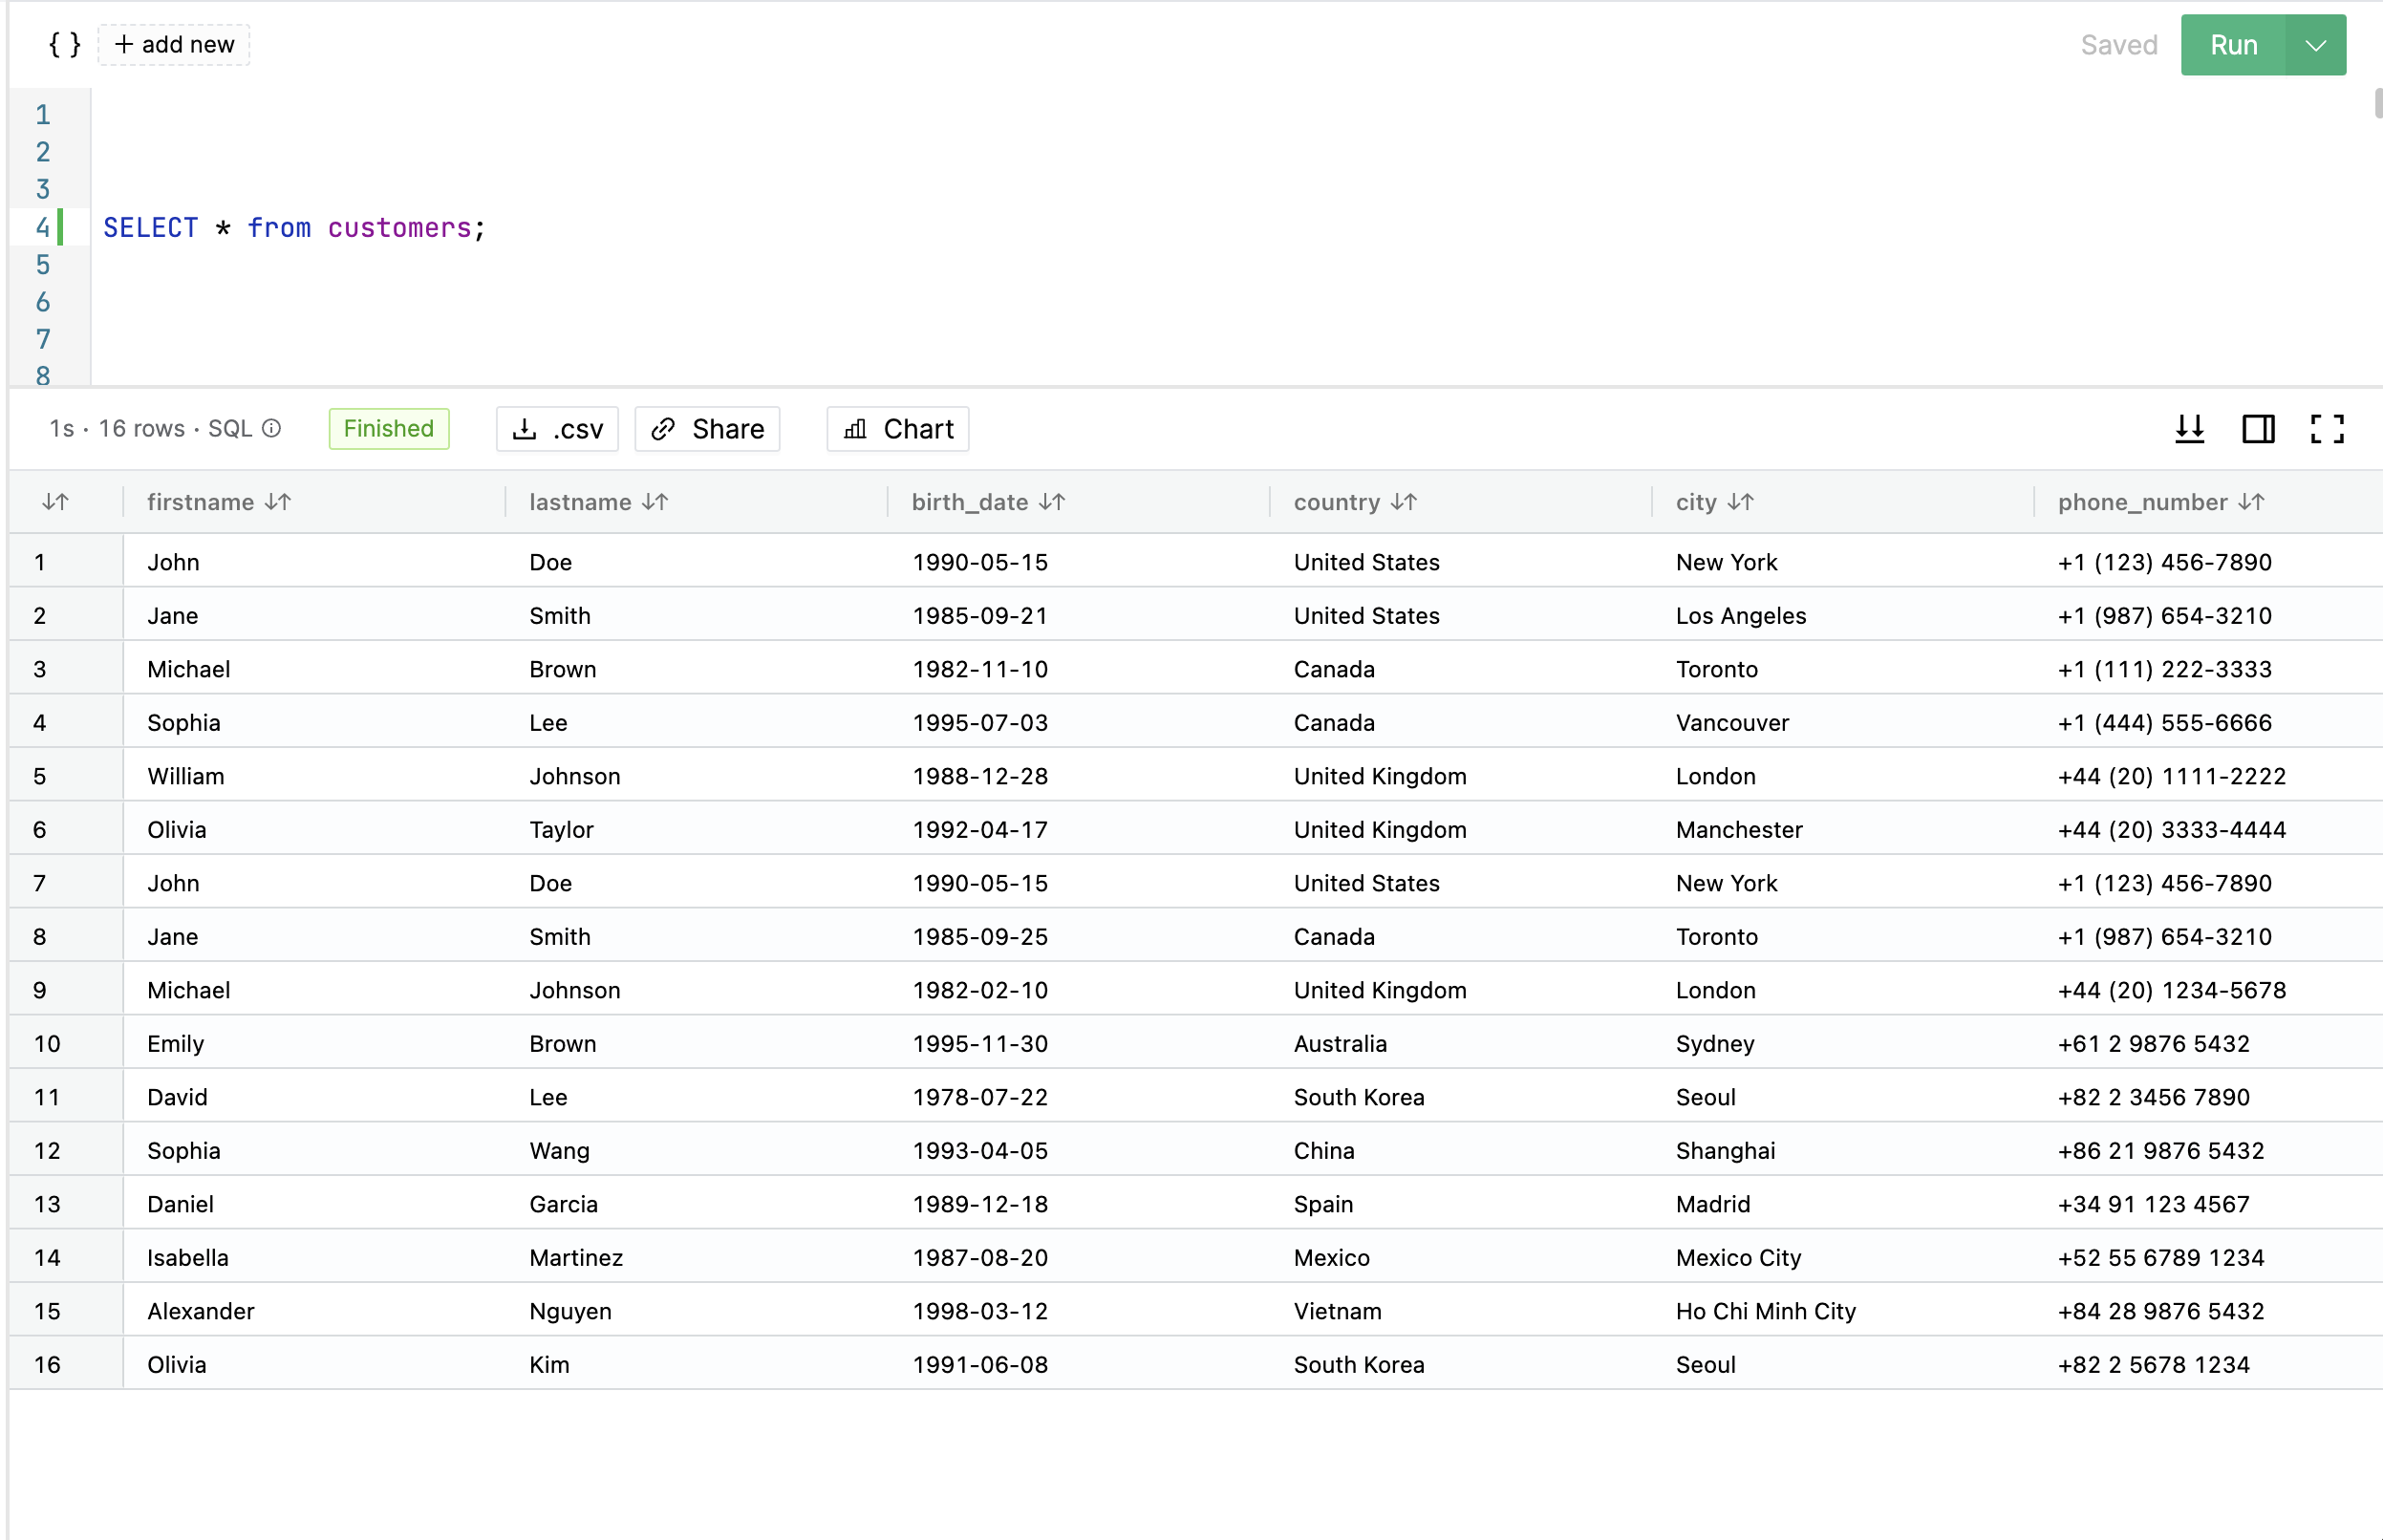 { } + add new Saved Run
1
2
3
4 SELECT * from customers;
5
6
7
8
1s · 16 rows · SQL Finished .csv Share Chart
firstname lastname birth_date country city phone_number
1 John Doe 1990-05-15 United States New York +1 (123) 456-7890
2 Jane Smith 1985-09-21 United States Los Angeles +1 (987) 654-3210
3 Michael Brown 1982-11-10 Canada Toronto +1 (111) 222-3333
4 Sophia Lee 1995-07-03 Canada Vancouver +1 (444) 555-6666
5 William Johnson 1988-12-28 United Kingdom London +44 (20) 1111-2222
6 Olivia Taylor 1992-04-17 United Kingdom Manchester +44 (20) 3333-4444
7 John Doe 1990-05-15 United States New York +1 (123) 456-7890
8 Jane Smith 1985-09-25 Canada Toronto +1 (987) 654-3210
9 Michael Johnson 1982-02-10 United Kingdom London +44 (20) 1234-5678
10 Emily Brown 1995-11-30 Australia Sydney +61 2 9876 5432
11 David Lee 1978-07-22 South Korea Seoul +82 2 3456 7890
12 Sophia Wang 1993-04-05 China Shanghai +86 21 9876 5432
13 Daniel Garcia 1989-12-18 Spain Madrid +34 91 123 4567
14 Isabella Martinez 1987-08-20 Mexico Mexico City +52 55 6789 1234
15 Alexander Nguyen 1998-03-12 Vietnam Ho Chi Minh City +84 28 9876 5432
16 Olivia Kim 1991-06-08 South Korea Seoul +82 2 5678 1234